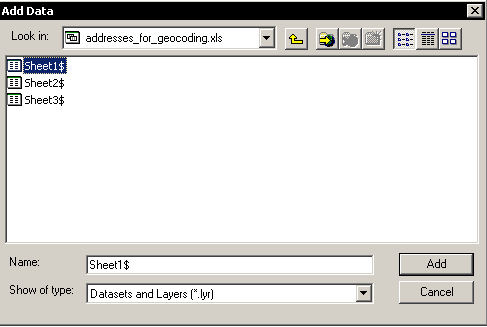 Add Data
Look in: addresses_for_geocoding.xls
Sheet1$
Sheet2$
Sheet3$
Name: Sheet1$ Add
Show of type: Datasets and Layers (*.lyr) Cancel